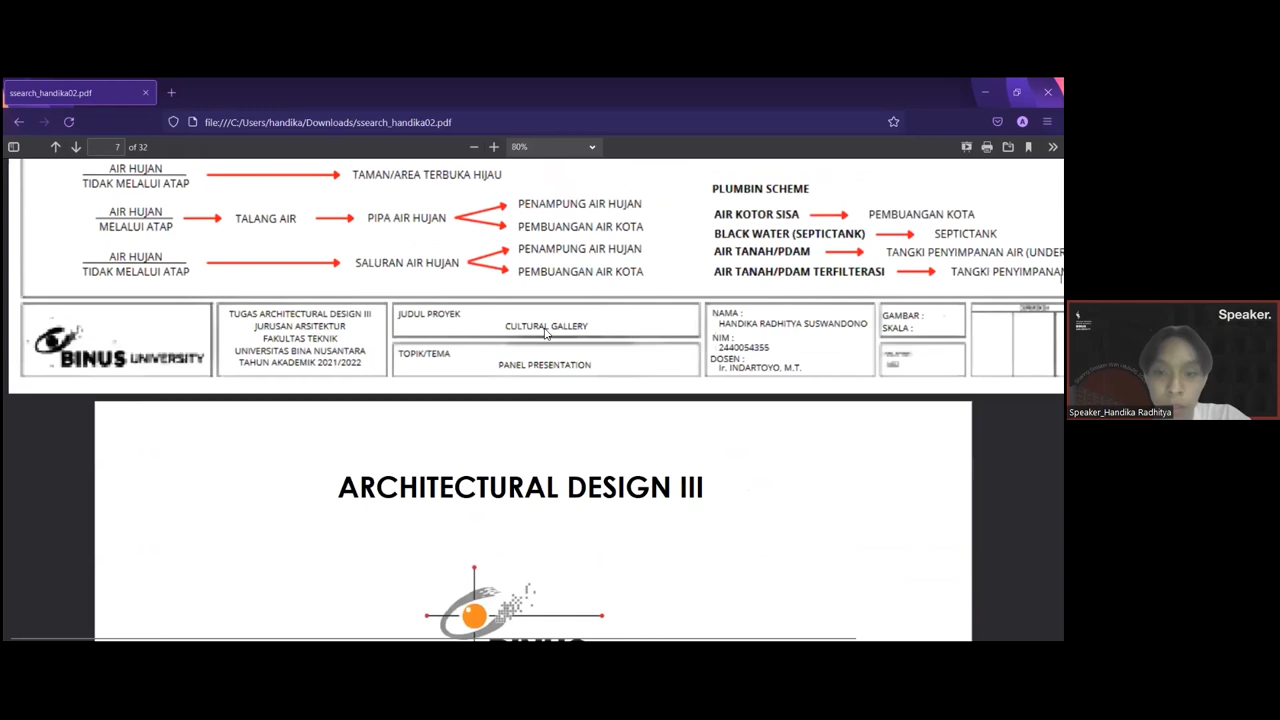 ssearch_handika02.pdf
file:///C:/Users/handika/Downloads/ssearch_handika02.pdf
7 of 32
80%
AIR HUJAN
TIDAK MELALUI ATAP
TAMAN/AREA TERBUKA HIJAU
AIR HUJAN
MELALUI ATAP
TALANG AIR
PIPA AIR HUJAN
PENAMPUNG AIR HUJAN
PEMBUANGAN AIR KOTA
AIR HUJAN
TIDAK MELALUI ATAP
SALURAN AIR HUJAN
PENAMPUNG AIR HUJAN
PEMBUANGAN AIR KOTA
PLUMBIN SCHEME
AIR KOTOR SISA PEMBUANGAN KOTA
BLACK WATER (SEPTICTANK) SEPTICTANK
AIR TANAH/PDAM TANGKI PENYIMPANAN AIR (UNDER
AIR TANAH/PDAM TERFILTERASI TANGKI PENYIMPANA
BINUS UNIVERSITY
TUGAS ARCHITECTURAL DESIGN III
JURUSAN ARSITEKTUR
FAKULTAS TEKNIK
UNIVERSITAS BINA NUSANTARA
TAHUN AKADEMIK 2021/2022
JUDUL PROYEK
CULTURAL GALLERY
TOPIK/TEMA
PANEL PRESENTATION
NAMA :
HANDIKA RADHITYA SUSWANDONO
NIM :
2440054355
DOSEN :
Ir. INDARTOYO, M.T.
GAMBAR :
SKALA :
ARCHITECTURAL DESIGN III
BINUS
Speaker.
Speaker_Handika Radhitya